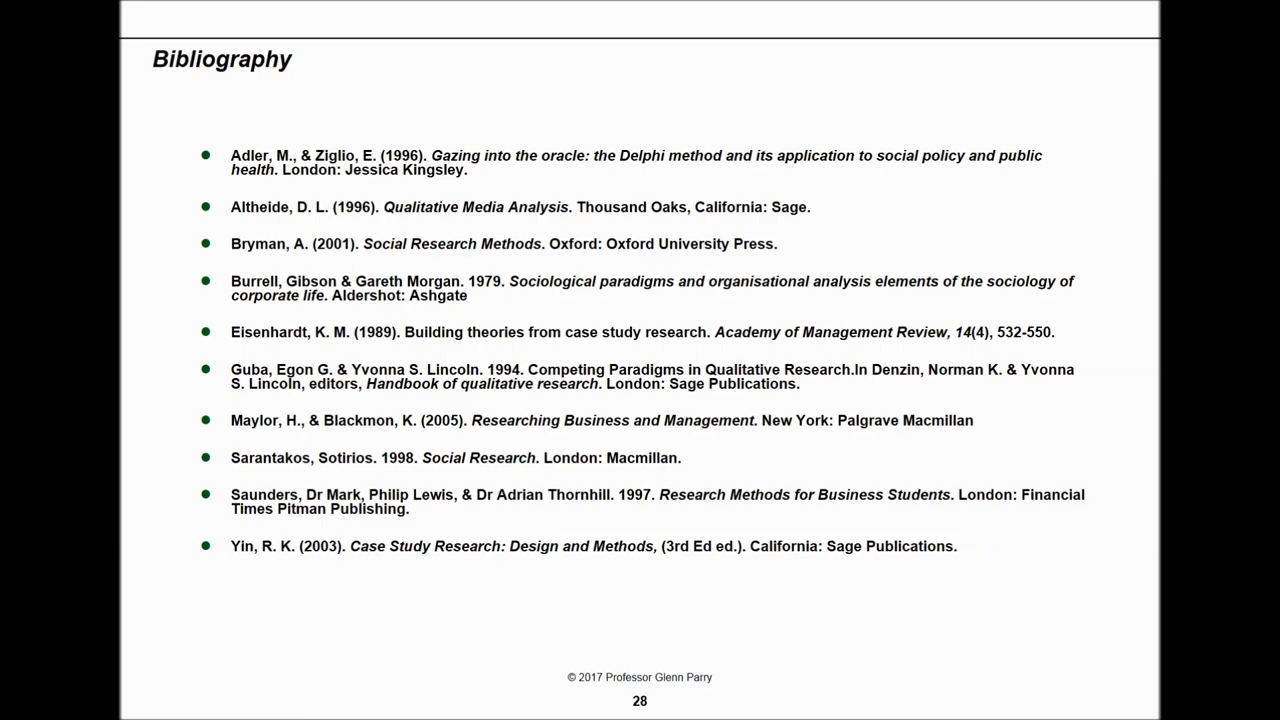 Bibliography
Adler, M., & Ziglio, E. (1996). Gazing into the oracle: the Delphi method and its application to social policy and public
health. London: Jessica Kingsley.
Altheide, D. L. (1996). Qualitative Media Analysis. Thousand Oaks, California: Sage.
Bryman, A. (2001). Social Research Methods. Oxford: Oxford University Press.
Burrell, Gibson & Gareth Morgan. 1979. Sociological paradigms and organisational analysis elements of the sociology of
corporate life. Aldershot: Ashgate
Eisenhardt, K. M. (1989). Building theories from case study research. Academy of Management Review, 14(4), 532-550.
Guba, Egon G. & Yvonna S. Lincoln. 1994. Competing Paradigms in Qualitative Research.In Denzin, Norman K. & Yvonna
S. Lincoln, editors, Handbook of qualitative research. London: Sage Publications.
Maylor, H., & Blackmon, K. (2005). Researching Business and Management. New York: Palgrave Macmillan
Sarantakos, Sotirios. 1998. Social Research. London: Macmillan.
Saunders, Dr Mark, Philip Lewis, & Dr Adrian Thornhill. 1997. Research Methods for Business Students. London: Financial
Times Pitman Publishing.
Yin, R. K. (2003). Case Study Research: Design and Methods, (3rd Ed ed.). California: Sage Publications.
© 2017 Professor Glenn Parry
28